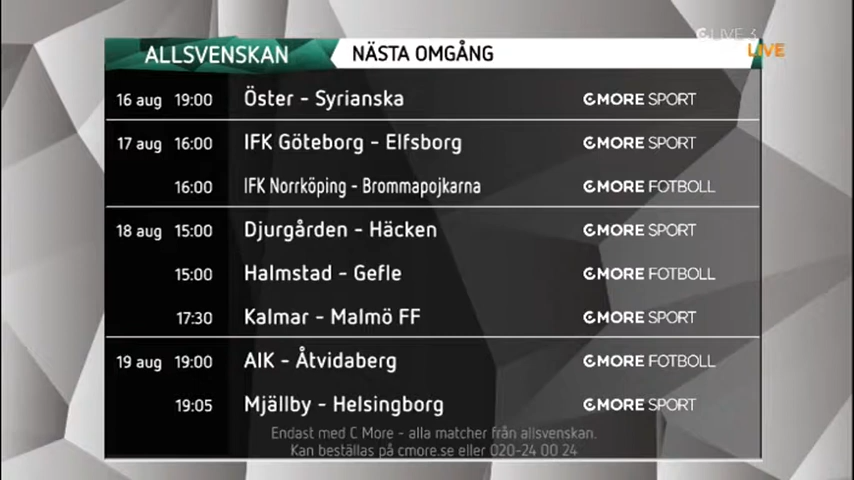 LIVE 3
LIVE
ALLSVENSKAN NÄSTA OMGÅNG
16 aug 19:00 Öster - Syrianska CMORE SPORT
17 aug 16:00 IFK Göteborg - Elfsborg CMORE SPORT
16:00 IFK Norrköping - Brommapojkarna CMORE FOTBOLL
18 aug 15:00 Djurgården - Häcken CMORE SPORT
15:00 Halmstad - Gefle CMORE FOTBOLL
17:30 Kalmar - Malmö FF CMORE SPORT
19 aug 19:00 AIK - Åtvidaberg CMORE FOTBOLL
19:05 Mjällby - Helsingborg CMORE SPORT
Endast med C More - alla matcher från allsvenskan.
Kan beställas på cmore.se eller 020-24 00 24